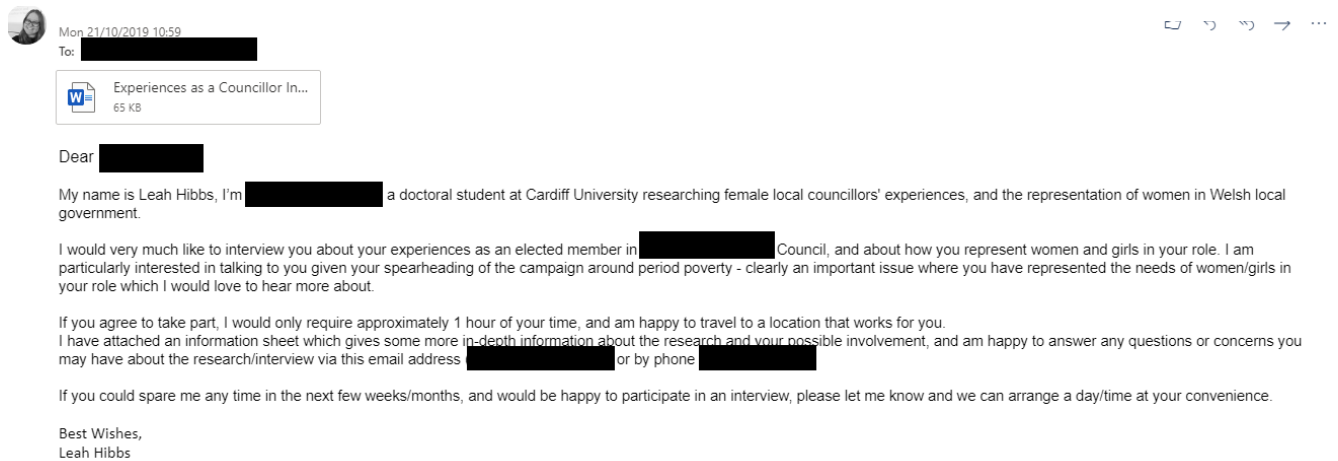 Mon 21/10/2019 10:59
To:
Experiences as a Councillor In...
65 KB
Dear
My name is Leah Hibbs, I'm a doctoral student at Cardiff University researching female local councillors' experiences, and the representation of women in Welsh local
government.
I would very much like to interview you about your experiences as an elected member in Council, and about how you represent women and girls in your role. I am
particularly interested in talking to you given your spearheading of the campaign around period poverty - clearly an important issue where you have represented the needs of women/girls in
your role which I would love to hear more about.
If you agree to take part, I would only require approximately 1 hour of your time, and am happy to travel to a location that works for you.
I have attached an information sheet which gives some more in-depth information about the research and your possible involvement, and am happy to answer any questions or concerns you
may have about the research/interview via this email address or by phone
If you could spare me any time in the next few weeks/months, and would be happy to participate in an interview, please let me know and we can arrange a day/time at your convenience.
Best Wishes,
Leah Hibbs